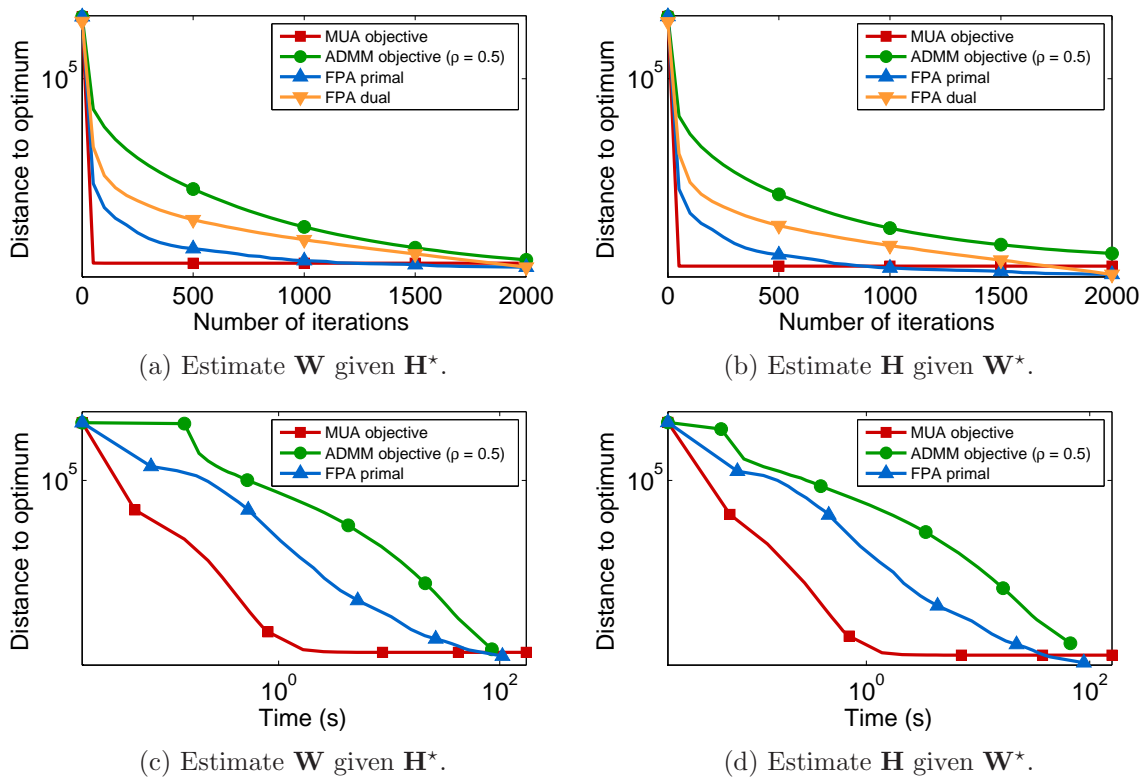 MUA objective
ADMM objective (ρ = 0.5)
FPA primal
FPA dual
10^5
Distance to optimum
0 500 1000 1500 2000
Number of iterations
(a) Estimate W given H⋆.
MUA objective
ADMM objective (ρ = 0.5)
FPA primal
FPA dual
10^5
Distance to optimum
0 500 1000 1500 2000
Number of iterations
(b) Estimate H given W⋆.
MUA objective
ADMM objective (ρ = 0.5)
FPA primal
10^5
Distance to optimum
10^0 10^2
Time (s)
(c) Estimate W given H⋆.
MUA objective
ADMM objective (ρ = 0.5)
FPA primal
10^5
Distance to optimum
10^0 10^2
Time (s)
(d) Estimate H given W⋆.